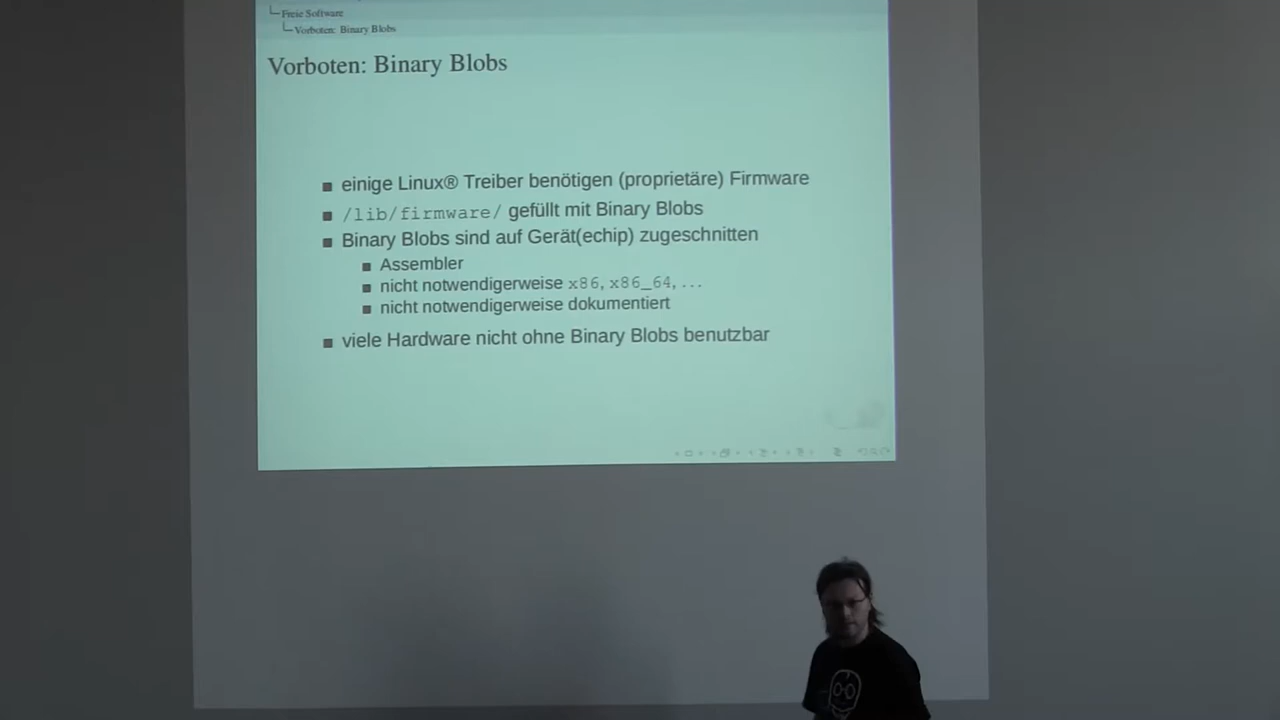 Freie Software
Vorboten: Binary Blobs
Vorboten: Binary Blobs
einige Linux® Treiber benötigen (proprietäre) Firmware
/lib/firmware/ gefüllt mit Binary Blobs
Binary Blobs sind auf Gerät(echip) zugeschnitten
Assembler
nicht notwendigerweise x86, x86_64, ...
nicht notwendigerweise dokumentiert
viele Hardware nicht ohne Binary Blobs benutzbar